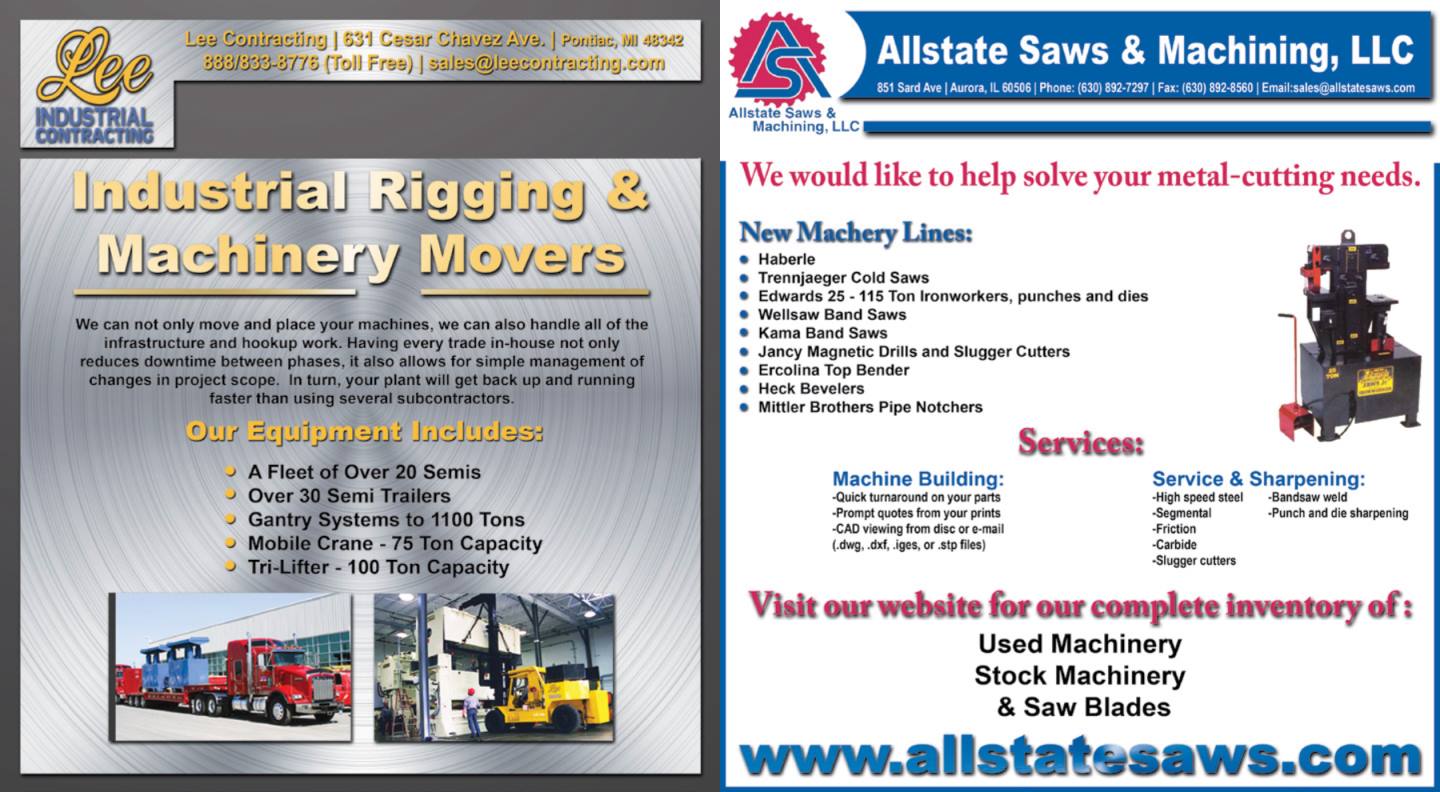 Lee
INDUSTRIAL
CONTRACTING
Lee Contracting | 631 Cesar Chavez Ave. | Pontiac, MI 48342
888/833-8776 (Toll Free) | sales@leecontracting.com
Industrial Rigging &
Machinery Movers
We can not only move and place your machines, we can also handle all of the
infrastructure and hookup work. Having every trade in-house not only
reduces downtime between phases, it also allows for simple management of
changes in project scope. In turn, your plant will get back up and running
faster than using several subcontractors.
Our Equipment Includes:
A Fleet of Over 20 Semis
Over 30 Semi Trailers
Gantry Systems to 1100 Tons
Mobile Crane - 75 Ton Capacity
Tri-Lifter - 100 Ton Capacity
AS
Allstate Saws &
Machining, LLC
Allstate Saws & Machining, LLC
851 Sard Ave | Aurora, IL 60506 | Phone: (630) 892-7297 | Fax: (630) 892-8560 | Email:sales@allstatesaws.com
We would like to help solve your metal-cutting needs.
New Machery Lines:
Haberle
Trennjaeger Cold Saws
Edwards 25 - 115 Ton Ironworkers, punches and dies
Wellsaw Band Saws
Kama Band Saws
Jancy Magnetic Drills and Slugger Cutters
Ercolina Top Bender
Heck Bevelers
Mittler Brothers Pipe Notchers
Services:
Machine Building:
-Quick turnaround on your parts
-Prompt quotes from your prints
-CAD viewing from disc or e-mail
(.dwg, .dxf, .iges, or .stp files)
Service & Sharpening:
-High speed steel
-Segmental
-Friction
-Carbide
-Slugger cutters
-Bandsaw weld
-Punch and die sharpening
Visit our website for our complete inventory of :
Used Machinery
Stock Machinery
& Saw Blades
www.allstatesaws.com